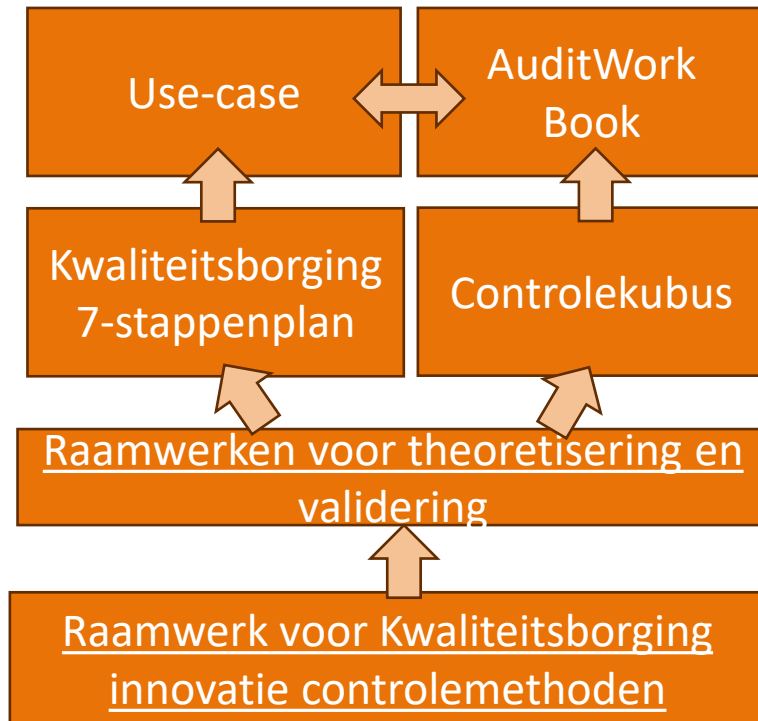 Use-case
AuditWork
Book
Kwaliteitsborging
7-stappenplan
Controlekubus
Raamwerken voor theoretisering en
validering
Raamwerk voor Kwaliteitsborging
innovatie controlemethoden